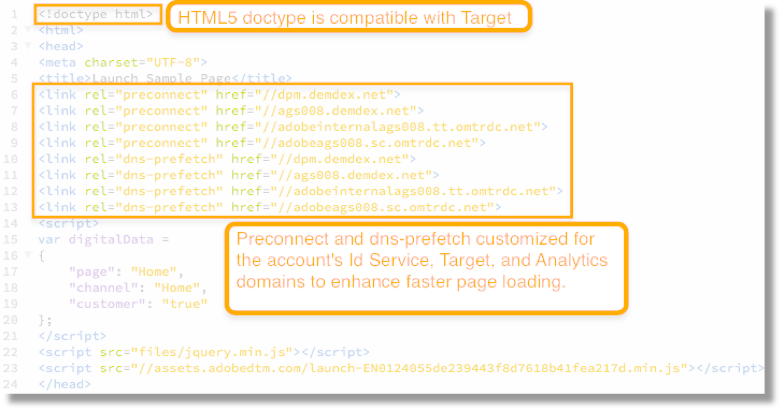 1 <!doctype html>
HTML5 doctype is compatible with Target
2 <html>
3 <head>
4 <meta charset="UTF-8">
5 <title>Launch Sample Page</title>
6 <link rel="preconnect" href="//dpm.demdex.net">
7 <link rel="preconnect" href="//ags008.demdex.net">
8 <link rel="preconnect" href="//adobeinternalags008.tt.omtrdc.net">
9 <link rel="preconnect" href="//adobeags008.sc.omtrdc.net">
10 <link rel="dns-prefetch" href="//dpm.demdex.net">
11 <link rel="dns-prefetch" href="//ags008.demdex.net">
12 <link rel="dns-prefetch" href="//adobeinternalags008.tt.omtrdc.net">
13 <link rel="dns-prefetch" href="//adobeags008.sc.omtrdc.net">
14 <script>
15 var digitalData =
16 {
17 "page": "Home",
18 "channel": "Home",
19 "customer": "true"
20 };
Preconnect and dns-prefetch customized for
the account's Id Service, Target, and Analytics
domains to enhance faster page loading.
21 </script>
22 <script src="files/jquery.min.js"></script>
23 <script src="//assets.adobedtm.com/launch-EN0124055de239443f8d7618b41fea217d.min.js"></script>
24 </head>